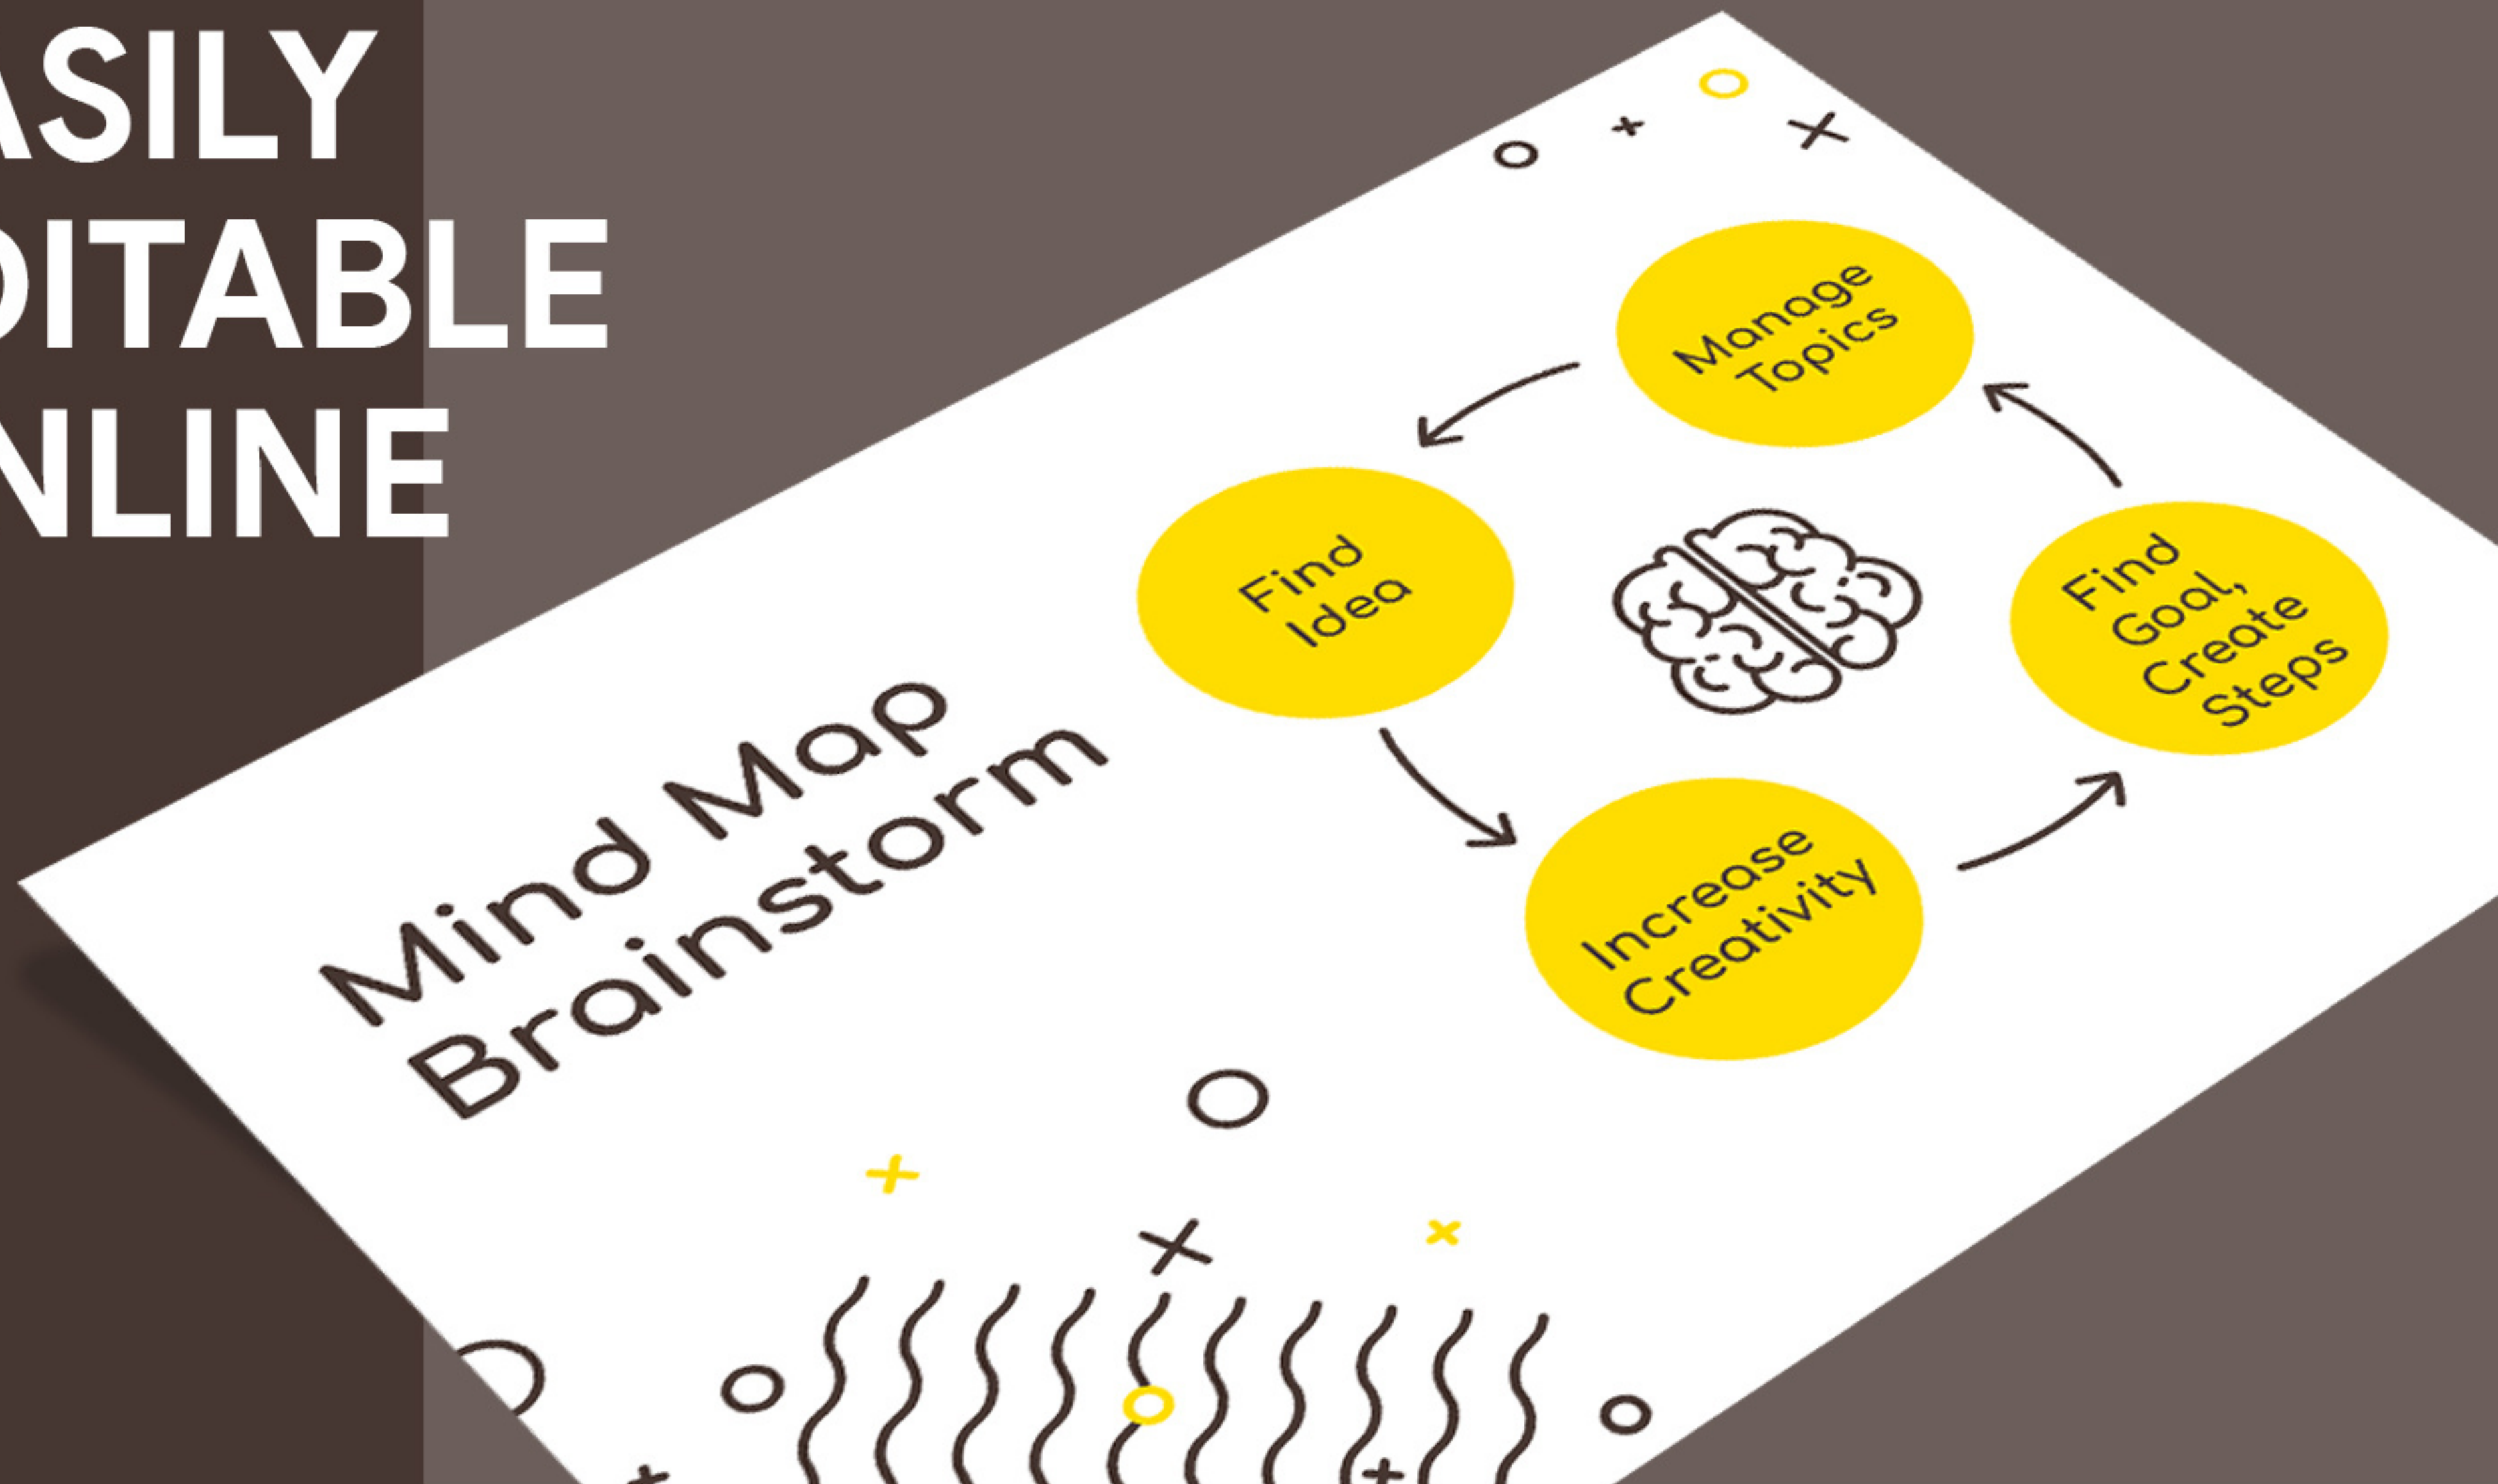 ASILY
DITABLE
NLINE
Mind Map
Brainstorm
Manage
Topics
Find
Idea
Find
Goal,
Create
Steps
Increase
Creativity